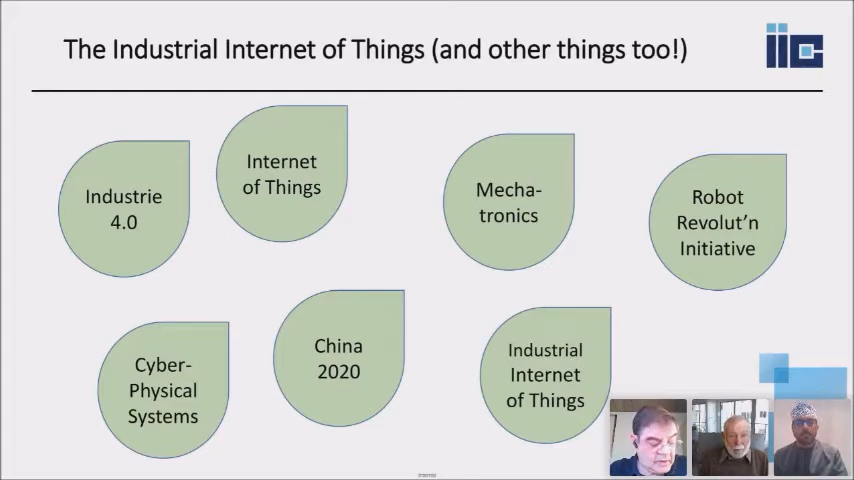 The Industrial Internet of Things (and other things too!)
iic
Industrie
4.0
Internet
of Things
Mecha-
tronics
Robot
Revolut'n
Initiative
Cyber-
Physical
Systems
China
2020
Industrial
Internet
of Things